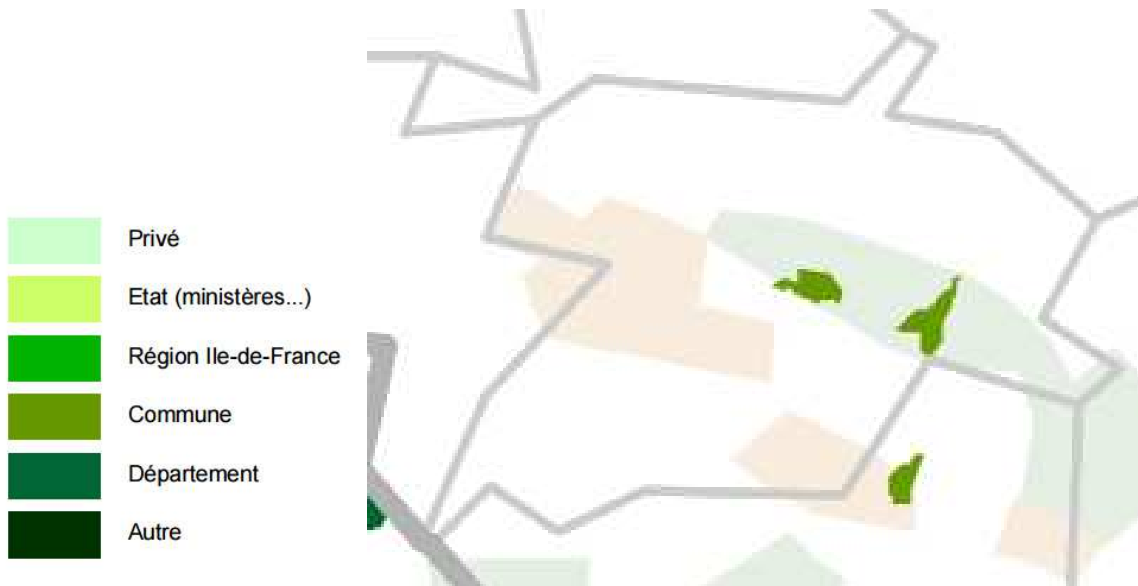 Privé
Etat (ministères...)
Région Ile-de-France
Commune
Département
Autre